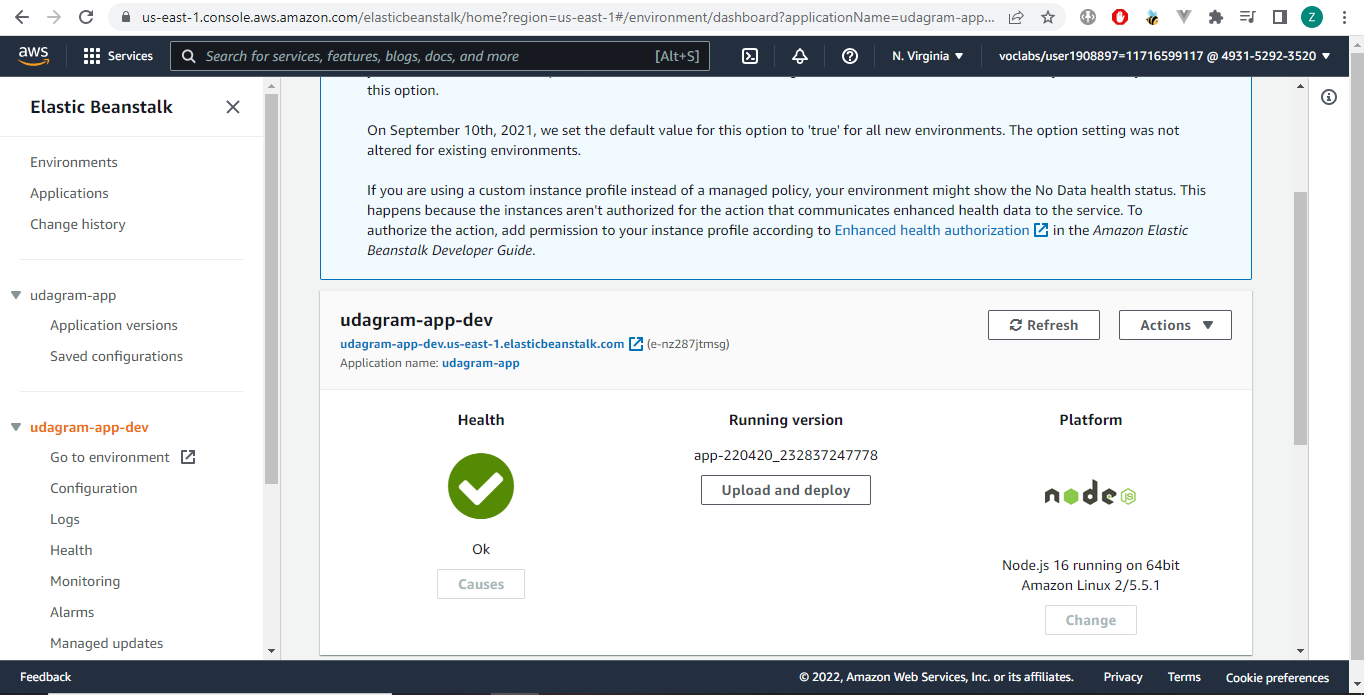 us-east-1.console.aws.amazon.com/elasticbeanstalk/home?region=us-east-1#/environment/dashboard?applicationName=udagram-app...
Z
aws
Services
Search for services, features, blogs, docs, and more
[Alt+S]
N. Virginia
voclabs/user1908897=11716599117 @ 4931-5292-3520
Elastic Beanstalk
Environments
Applications
Change history
udagram-app
Application versions
Saved configurations
udagram-app-dev
Go to environment
Configuration
Logs
Health
Monitoring
Alarms
Managed updates
this option.
On September 10th, 2021, we set the default value for this option to 'true' for all new environments. The option setting was not
altered for existing environments.
If you are using a custom instance profile instead of a managed policy, your environment might show the No Data health status. This
happens because the instances aren't authorized for the action that communicates enhanced health data to the service. To
authorize the action, add permission to your instance profile according to Enhanced health authorization in the Amazon Elastic
Beanstalk Developer Guide.
udagram-app-dev
udagram-app-dev.us-east-1.elasticbeanstalk.com (e-nz287jtmsg)
Application name: udagram-app
Refresh
Actions
Health
Ok
Causes
Running version
app-220420_232837247778
Upload and deploy
Platform
node JS
Node.js 16 running on 64bit
Amazon Linux 2/5.5.1
Change
Feedback
© 2022, Amazon Web Services, Inc. or its affiliates.
Privacy
Terms
Cookie preferences